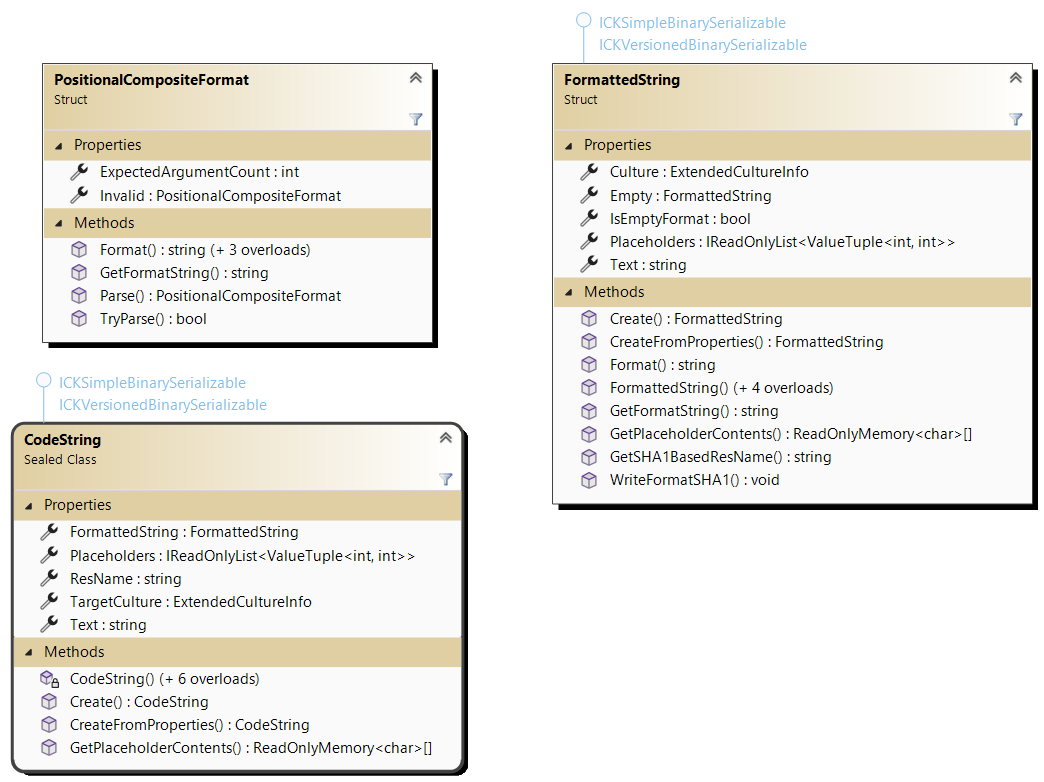 PositionalCompositeFormat
Struct
Properties
ExpectedArgumentCount : int
Invalid : PositionalCompositeFormat
Methods
Format() : string (+ 3 overloads)
GetFormatString() : string
Parse() : PositionalCompositeFormat
TryParse() : bool
ICKSimpleBinarySerializable
ICKVersionedBinarySerializable
CodeString
Sealed Class
Properties
FormattedString : FormattedString
Placeholders : IReadOnlyList<ValueTuple<int, int>>
ResName : string
TargetCulture : ExtendedCultureInfo
Text : string
Methods
CodeString() (+ 6 overloads)
Create() : CodeString
CreateFromProperties() : CodeString
GetPlaceholderContents() : ReadOnlyMemory<char>[]
ICKSimpleBinarySerializable
ICKVersionedBinarySerializable
FormattedString
Struct
Properties
Culture : ExtendedCultureInfo
Empty : FormattedString
IsEmptyFormat : bool
Placeholders : IReadOnlyList<ValueTuple<int, int>>
Text : string
Methods
Create() : FormattedString
CreateFromProperties() : FormattedString
Format() : string
FormattedString() (+ 4 overloads)
GetFormatString() : string
GetPlaceholderContents() : ReadOnlyMemory<char>[]
GetSHA1BasedResName() : string
WriteFormatSHA1() : void